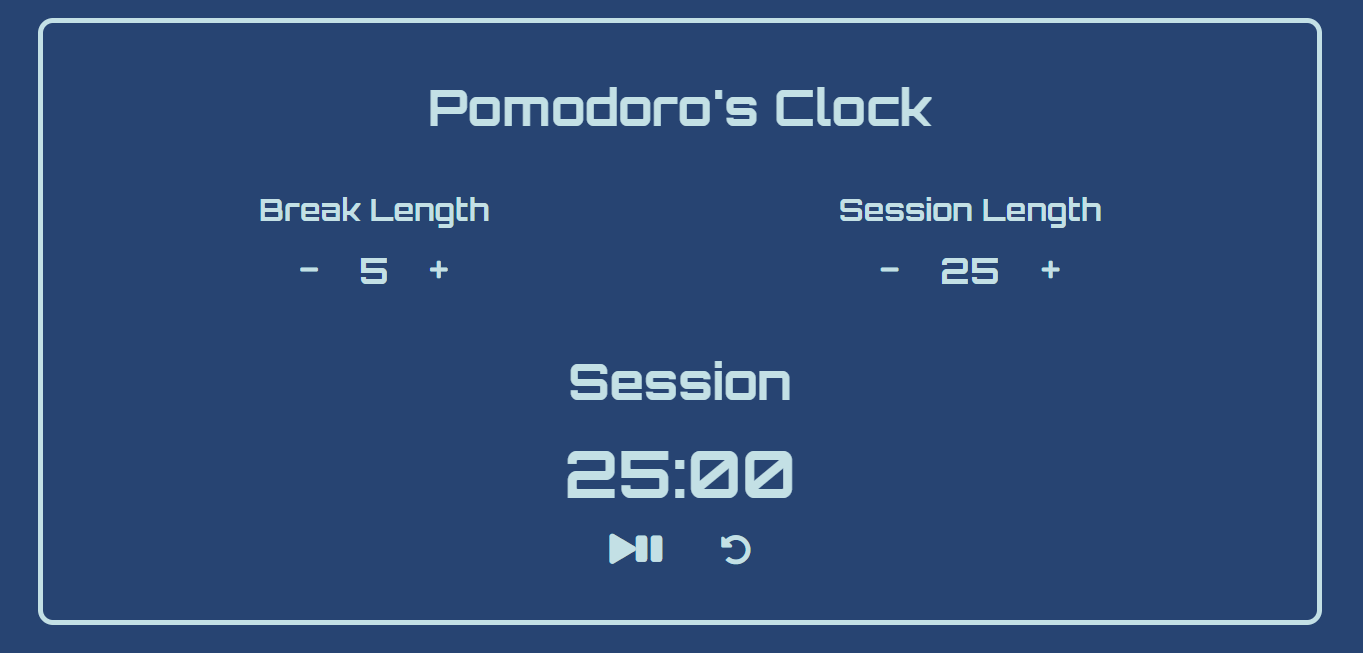 Pomodoro's Clock
Break Length
Session Length
- 5 +
- 25 +
Session
25:00